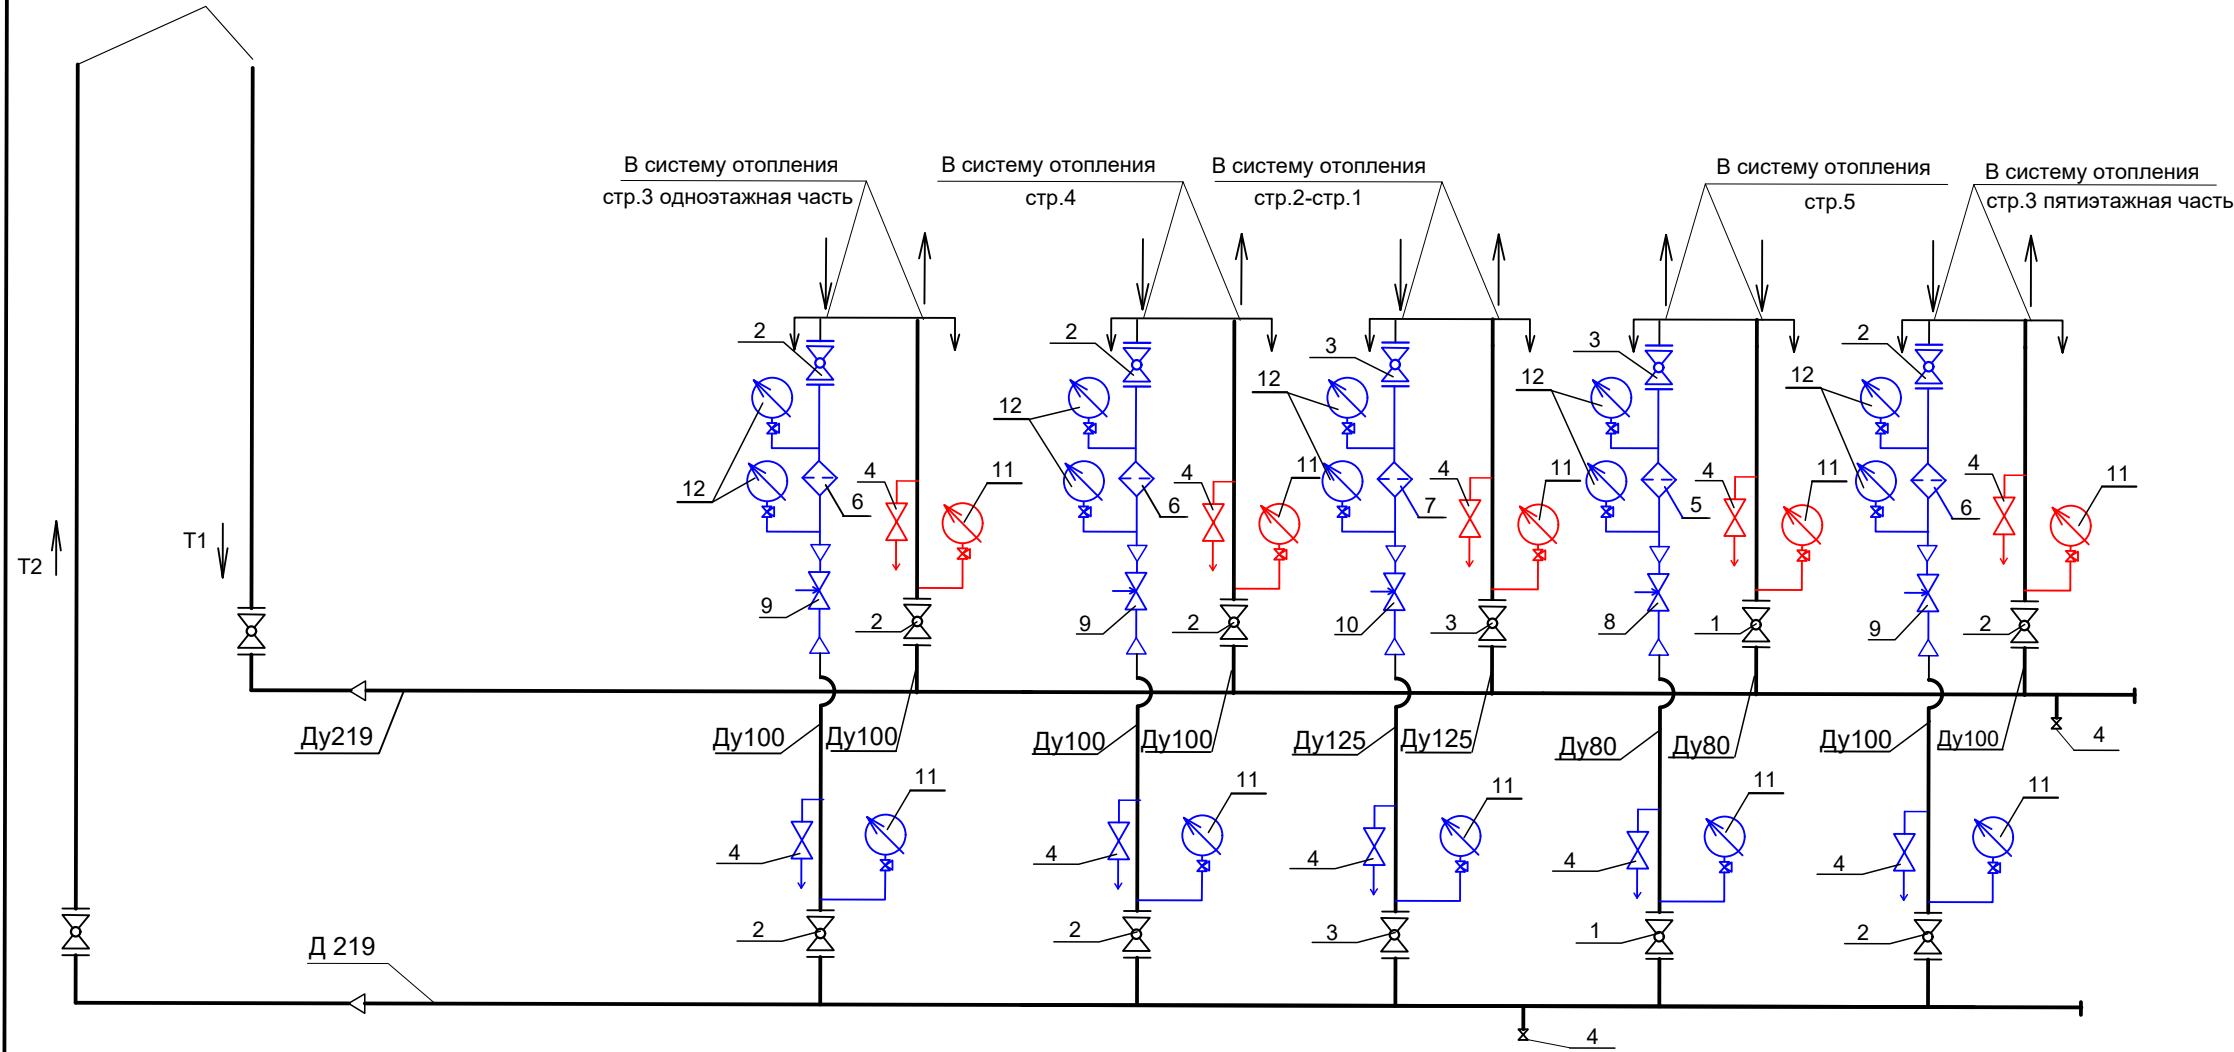 В систему отопления
стр.3 одноэтажная часть
В систему отопления
стр.4
В систему отопления
стр.2-стр.1
В систему отопления
стр.5
В систему отопления
стр.3 пятиэтажная часть
2
2
3
3
2
12
12
12
12
12
4
11
6
4
11
6
4
11
7
4
11
5
4
11
6
Т2
Т1
9
2
9
2
10
3
8
1
9
2
Ду219
Ду100
Ду100
Ду100
Ду100
Ду125
Ду125
Ду80
Ду80
Ду100
Ду100
4
11
11
11
11
11
4
4
4
4
4
Д 219
2
2
3
1
2
4